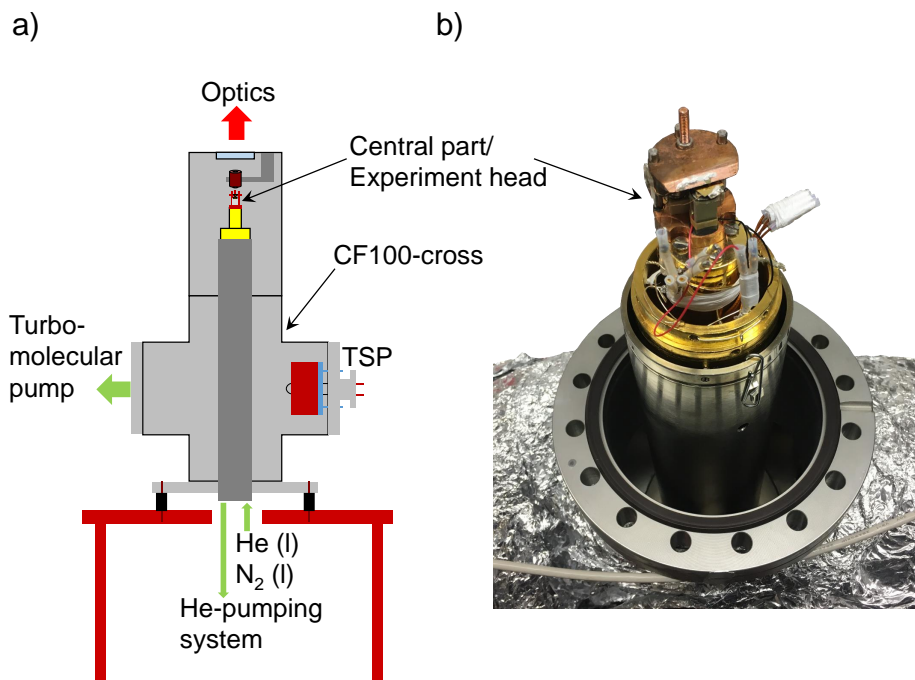 a)
b)
Optics
Central part/
Experiment head
CF100-cross
Turbo-
molecular
pump
TSP
He (l)
N₂ (l)
He-pumping
system